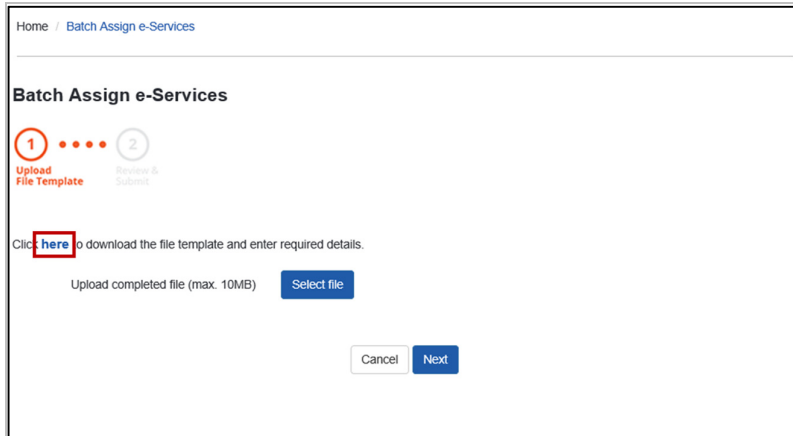 Home / Batch Assign e-Services
Batch Assign e-Services
1 2
Upload
File Template
Review &
Submit
Click here to download the file template and enter required details.
Upload completed file (max. 10MB) Select file
Cancel Next